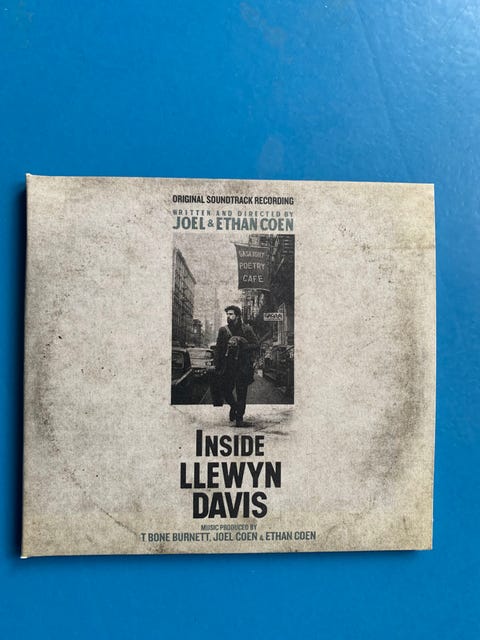 ORIGINAL SOUNDTRACK RECORDING
WRITTEN AND DIRECTED BY
JOEL & ETHAN COEN
GASLIGHT
POETRY
CAFE
INSIDE
LLEWYN
DAVIS
MUSIC PRODUCED BY
T BONE BURNETT, JOEL COEN & ETHAN COEN